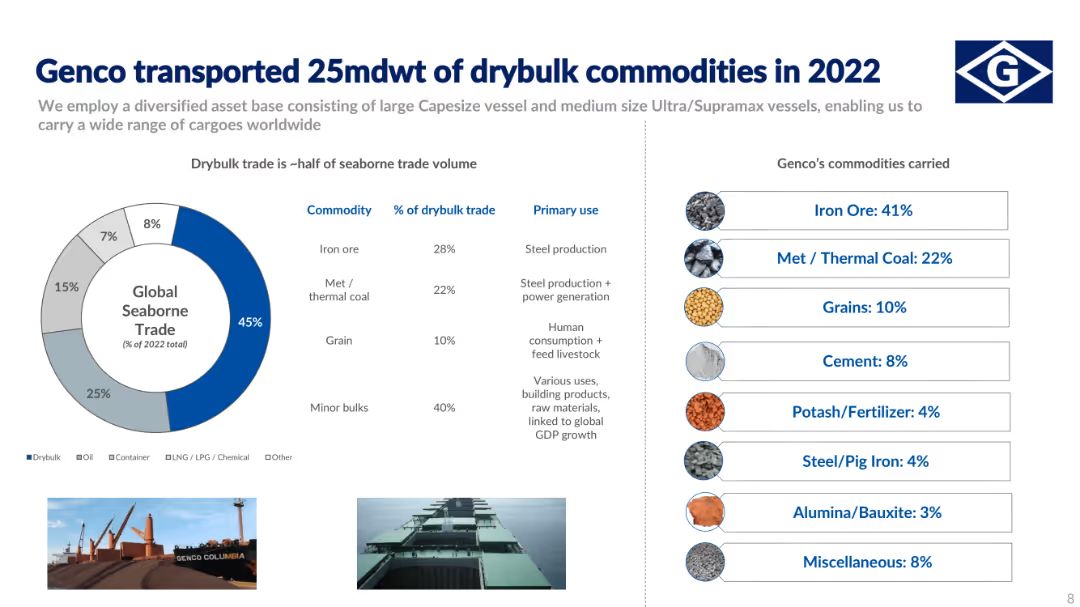 Genco transported 25mdwt of drybulk commodities in 2022
G
We employ a diversified asset base consisting of large Capesize vessel and medium size Ultra/Supramax vessels, enabling us to
carry a wide range of cargoes worldwide
Drybulk trade is ~half of seaborne trade volume
8%
7%
15%
25%
45%
Global
Seaborne
Trade
(% of 2022 total)
Drybulk Oil Container LNG / LPG / Chemical Other
Commodity % of drybulk trade Primary use
Iron ore 28% Steel production
Met /
thermal coal
22%
Steel production +
power generation
Grain 10%
Human
consumption +
feed livestock
Minor bulks 40%
Various uses,
building products,
raw materials,
linked to global
GDP growth
GENCO COLUMBIA
Genco's commodities carried
Iron Ore: 41%
Met / Thermal Coal: 22%
Grains: 10%
Cement: 8%
Potash/Fertilizer: 4%
Steel/Pig Iron: 4%
Alumina/Bauxite: 3%
Miscellaneous: 8%
8